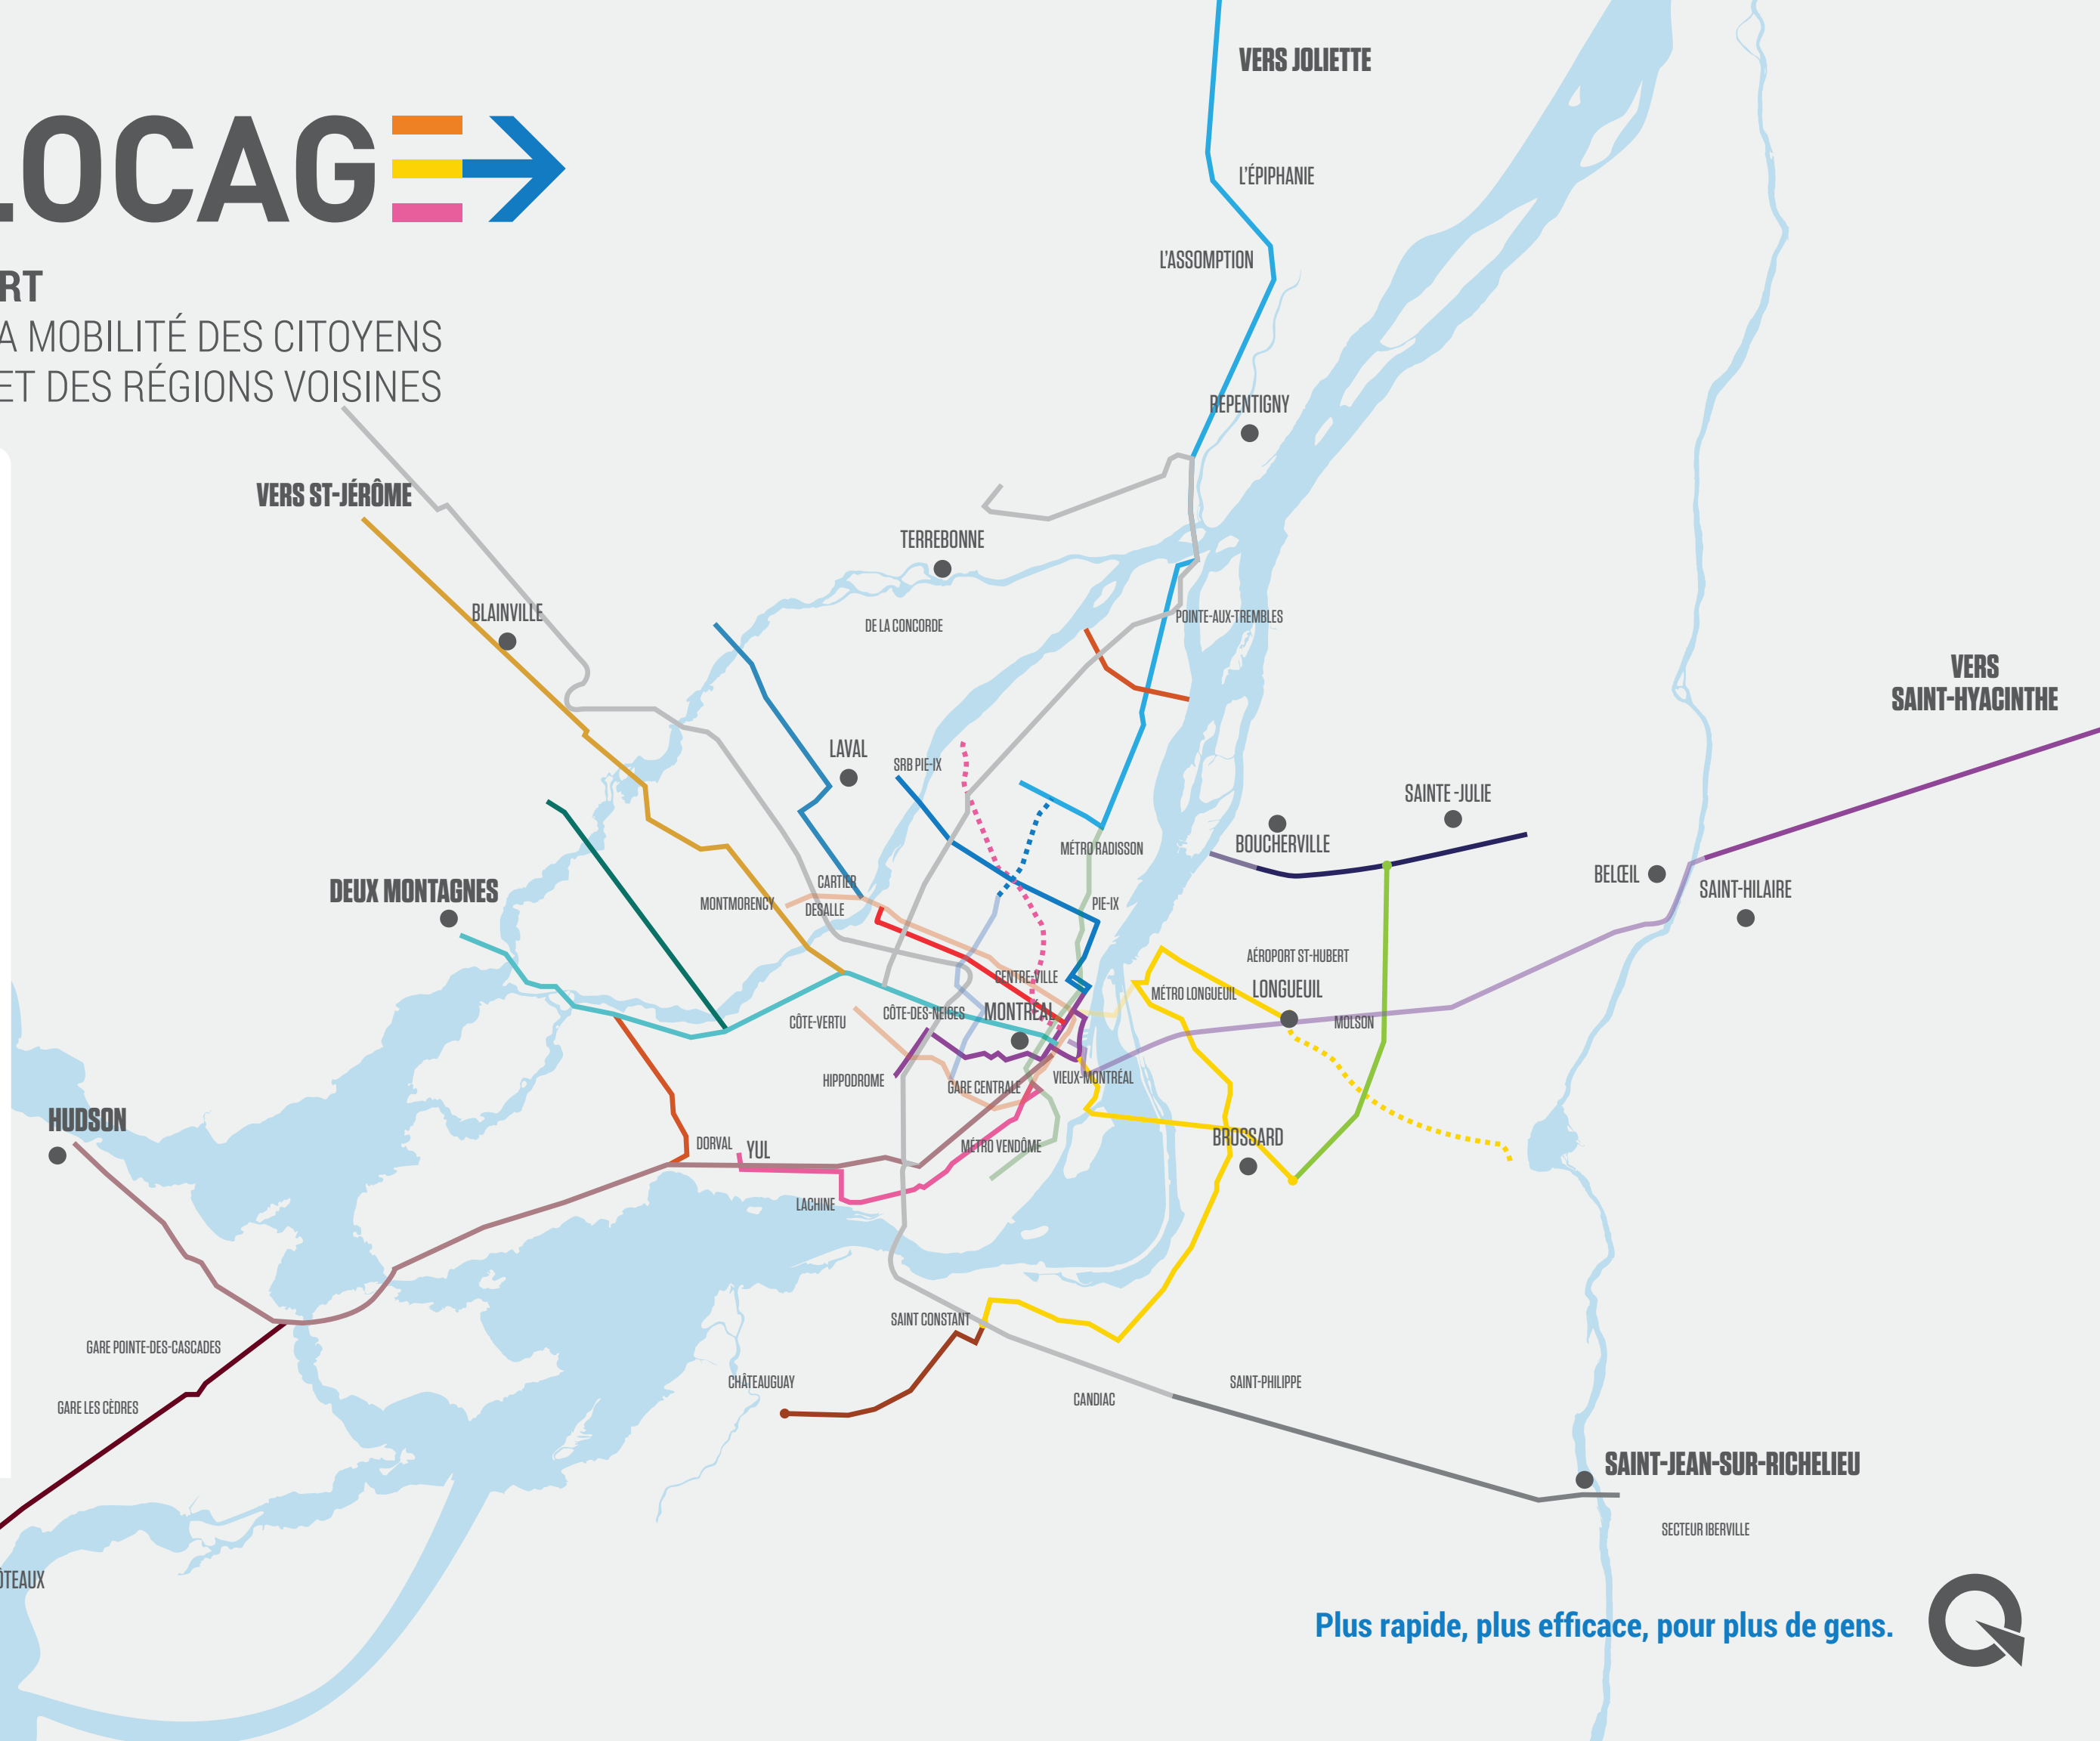 LOCAG
RT
A MOBILITÉ DES CITOYENS
ET DES RÉGIONS VOISINES
VERS JOLIETTE
L'ÉPIPHANIE
L'ASSOMPTION
REPENTIGNY
VERS ST-JÉRÔME
TERREBONNE
BLAINVILLE
DE LA CONCORDE
POINTE-AUX-TREMBLES
VERS
SAINT-HYACINTHE
LAVAL
SRB PIE-IX
SAINTE-JULIE
BOUCHERVILLE
MÉTRO RADISSON
BELŒIL
SAINT-HILAIRE
DEUX MONTAGNES
CARTIER
MONTMORENCY
DESALLE
PIE-IX
AÉROPORT ST-HUBERT
CENTRE-VILLE
MÉTRO LONGUEUIL
LONGUEUIL
CÔTE-DES-NEIGES
MONTRÉAL
CÔTE-VERTU
MOLSON
HIPPODROME
GARE CENTRALE
VIEUX-MONTRÉAL
HUDSON
DORVAL
YUL
MÉTRO VENDÔME
BROSSARD
LACHINE
SAINT CONSTANT
GARE POINTE-DES-CASCADES
CHÂTEAUGUAY
SAINT-PHILIPPE
CANDIAC
GARE LES CÈDRES
SAINT-JEAN-SUR-RICHELIEU
SECTEUR IBERVILLE
ÔTEAUX
Plus rapide, plus efficace, pour plus de gens.